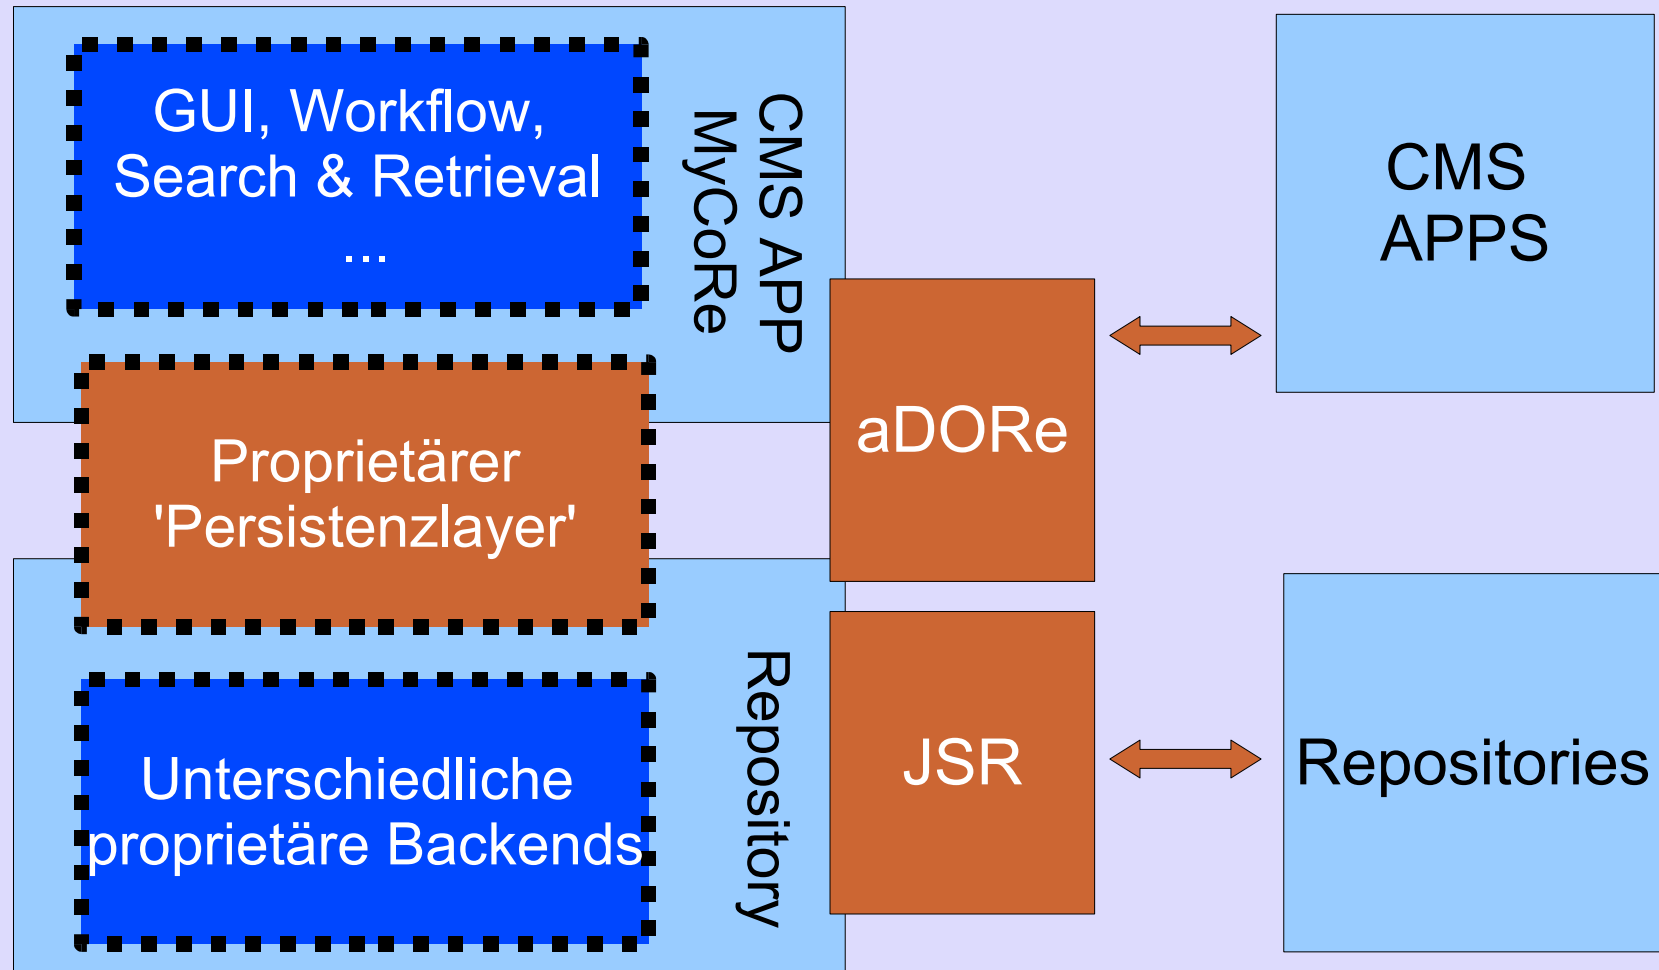 GUI, Workflow,
Search & Retrieval
...
CMS APP
MyCoRe
Proprietärer
'Persistenzlayer'
Unterschiedliche
proprietäre Backends
Repository
aDORe
JSR
CMS
APPS
Repositories